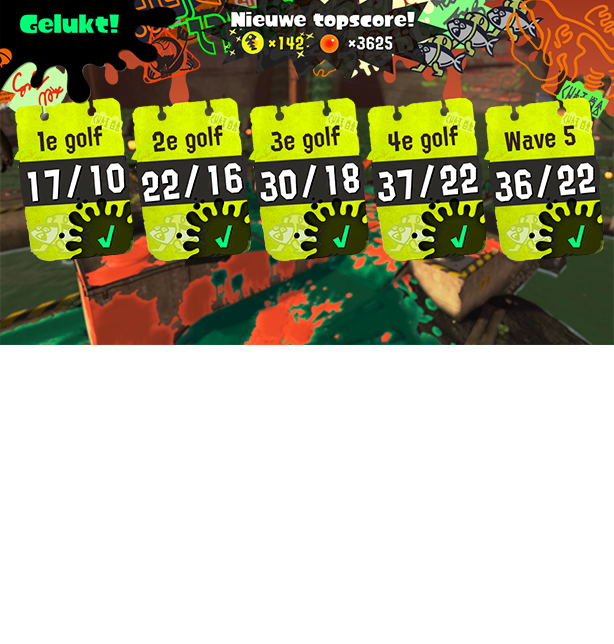 Gelukt!
Nieuwe topscore!
×142 ×3625
1e golf
17/10
2e golf
22/16
3e golf
30/18
4e golf
37/22
Wave 5
36/22